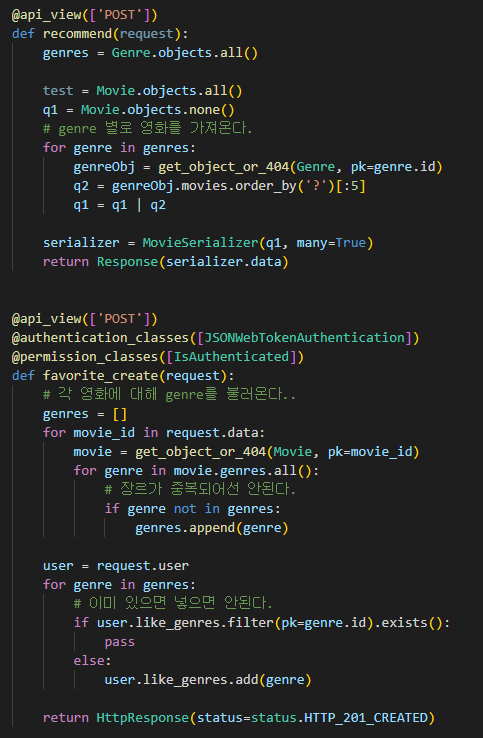 @api_view(['POST'])
def recommend(request):
    genres = Genre.objects.all()

    test = Movie.objects.all()
    q1 = Movie.objects.none()
    # genre 별로 영화를 가져온다.
    for genre in genres:
        genreObj = get_object_or_404(Genre, pk=genre.id)
        q2 = genreObj.movies.order_by('?')[:5]
        q1 = q1 | q2

    serializer = MovieSerializer(q1, many=True)
    return Response(serializer.data)


@api_view(['POST'])
@authentication_classes([JSONWebTokenAuthentication])
@permission_classes([IsAuthenticated])
def favorite_create(request):
    # 각 영화에 대해 genre를 불러온다..
    genres = []
    for movie_id in request.data:
        movie = get_object_or_404(Movie, pk=movie_id)
        for genre in movie.genres.all():
            # 장르가 중복되어선 안된다.
            if genre not in genres:
                genres.append(genre)

    user = request.user
    for genre in genres:
        # 이미 있으면 넣으면 안된다.
        if user.like_genres.filter(pk=genre.id).exists():
            pass
        else:
            user.like_genres.add(genre)

    return HttpResponse(status=status.HTTP_201_CREATED)